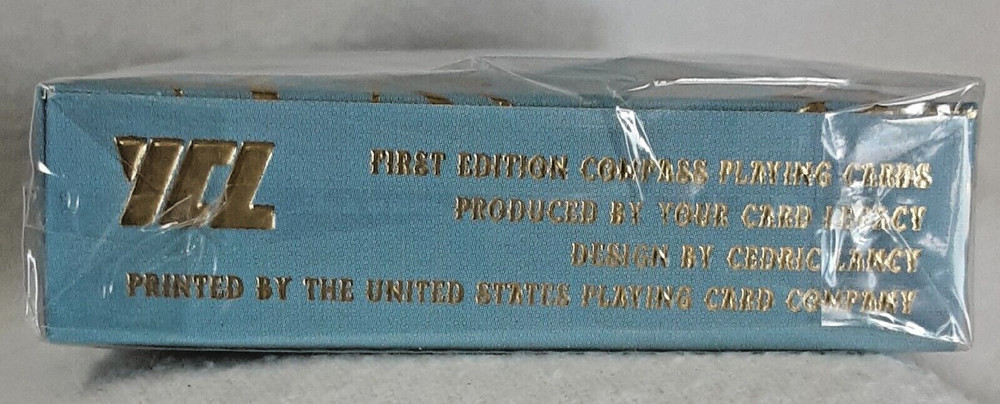 YCL
FIRST EDITION COMPASS PLAYING CARDS
PRODUCED BY YOUR CARD LEGACY
DESIGN BY CEDRIC LANCY
PRINTED BY THE UNITED STATES PLAYING CARD COMPANY